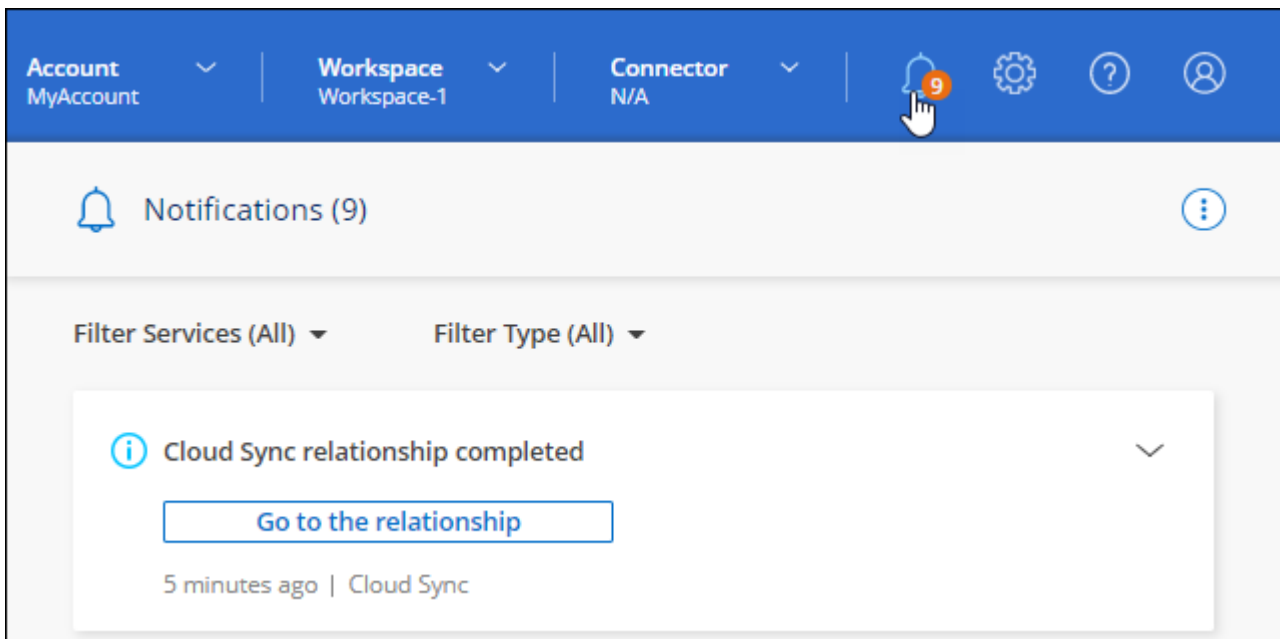 Account
MyAccount
Workspace
Workspace-1
Connector
N/A
9
?
Notifications (9)
Filter Services (All)
Filter Type (All)
i
Cloud Sync relationship completed
Go to the relationship
5 minutes ago | Cloud Sync